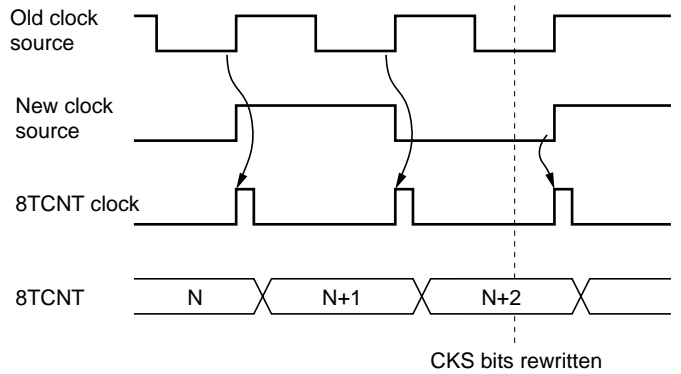 Old clock
source
New clock
source
8TCNT clock
8TCNT
N
N+1
N+2
CKS bits rewritten